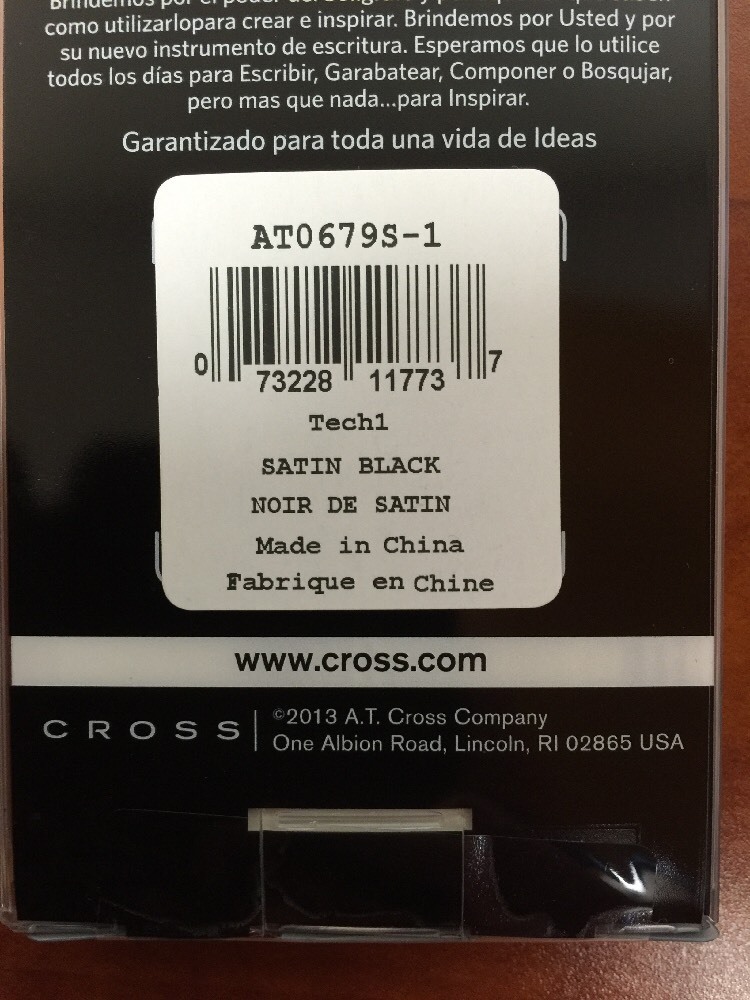 como utilizarlopara crear e inspirar. Brindemos por Usted y por
su nuevo instrumento de escritura. Esperamos que lo utilice
todos los días para Escribir, Garabatear, Componer o Bosqujar,
pero mas que nada...para Inspirar.
Garantizado para toda una vida de Ideas
AT0679S-1
0 73228 11773 7
Tech1
SATIN BLACK
NOIR DE SATIN
Made in China
Fabrique en Chine
www.cross.com
CROSS
©2013 A.T. Cross Company
One Albion Road, Lincoln, RI 02865 USA